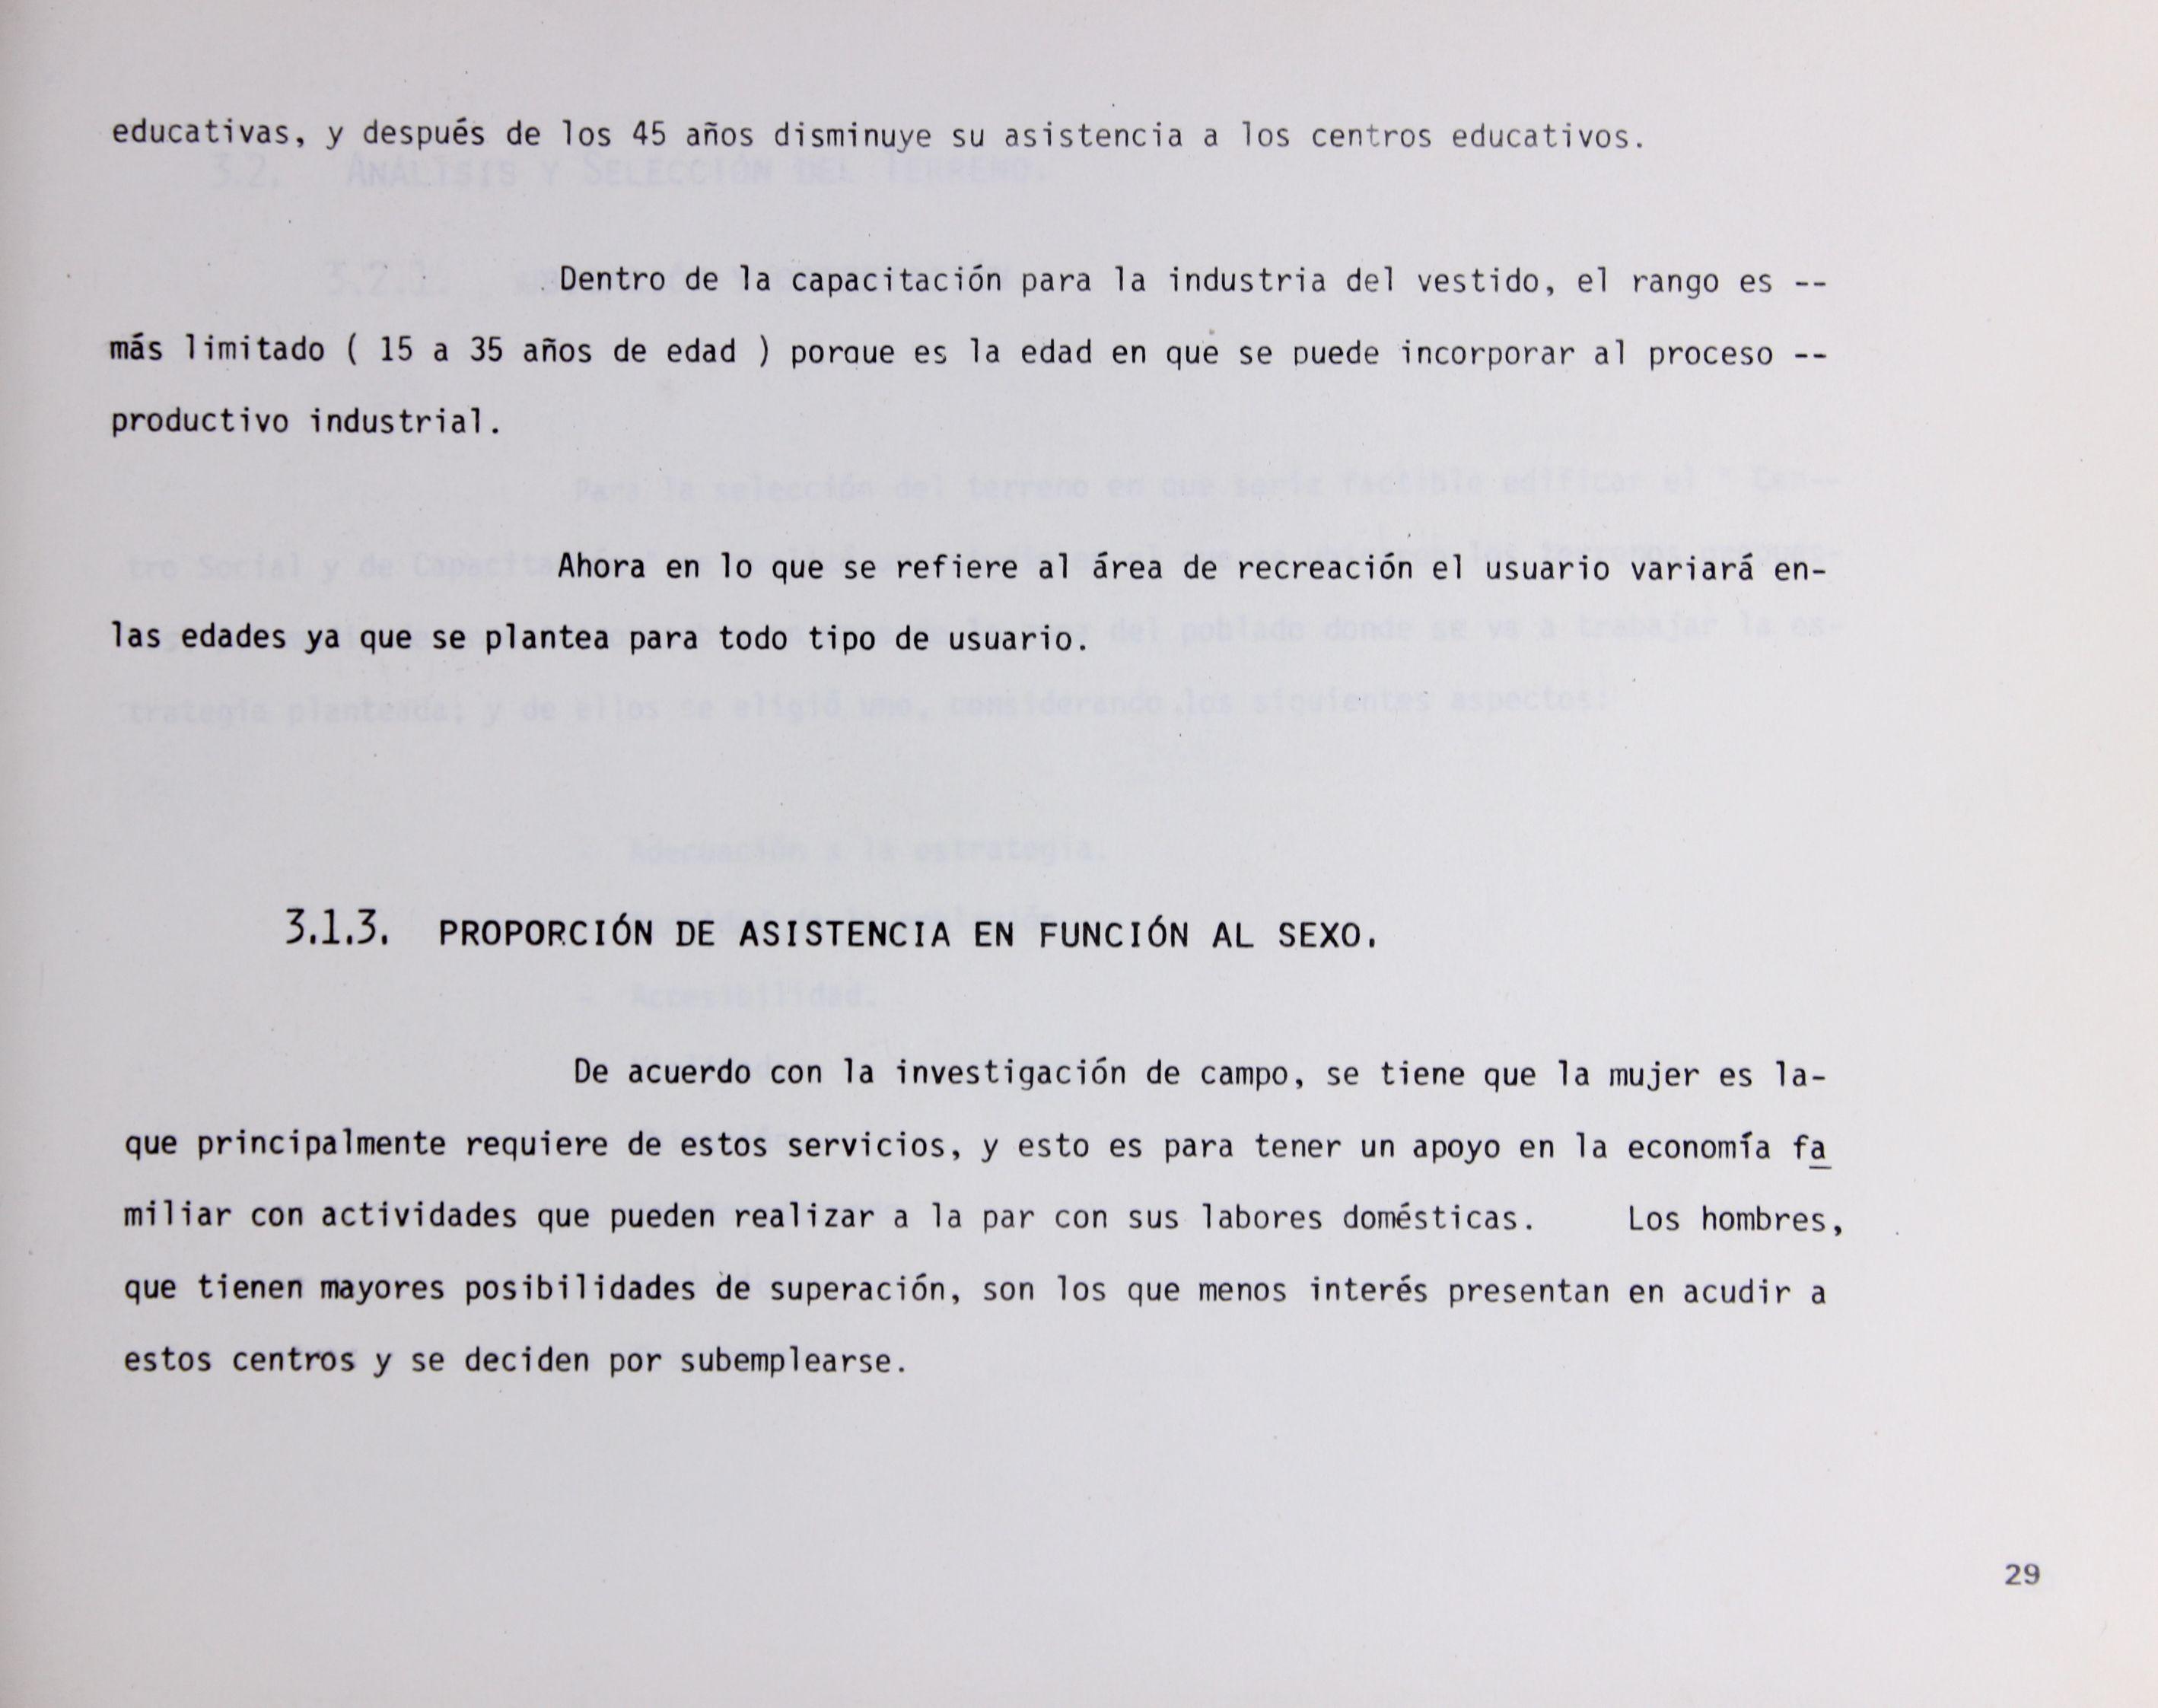 educativas, y después de los 45 años disminuye su asistencia a los centros educativos.
Dentro de la capacitación para la industria del vestido, el rango es --
más limitado ( 15 a 35 años de edad ) porque es la edad en que se puede incorporar al proceso --
productivo industrial.
Ahora en lo que se refiere al área de recreación el usuario variará en-
las edades ya que se plantea para todo tipo de usuario.
3.1.3. PROPORCIÓN DE ASISTENCIA EN FUNCIÓN AL SEXO.
De acuerdo con la investigación de campo, se tiene que la mujer es la-
que principalmente requiere de estos servicios, y esto es para tener un apoyo en la economía fa
miliar con actividades que pueden realizar a la par con sus labores domésticas. Los hombres,
que tienen mayores posibilidades de superación, son los que menos interés presentan en acudir a
estos centros y se deciden por subemplearse.
29